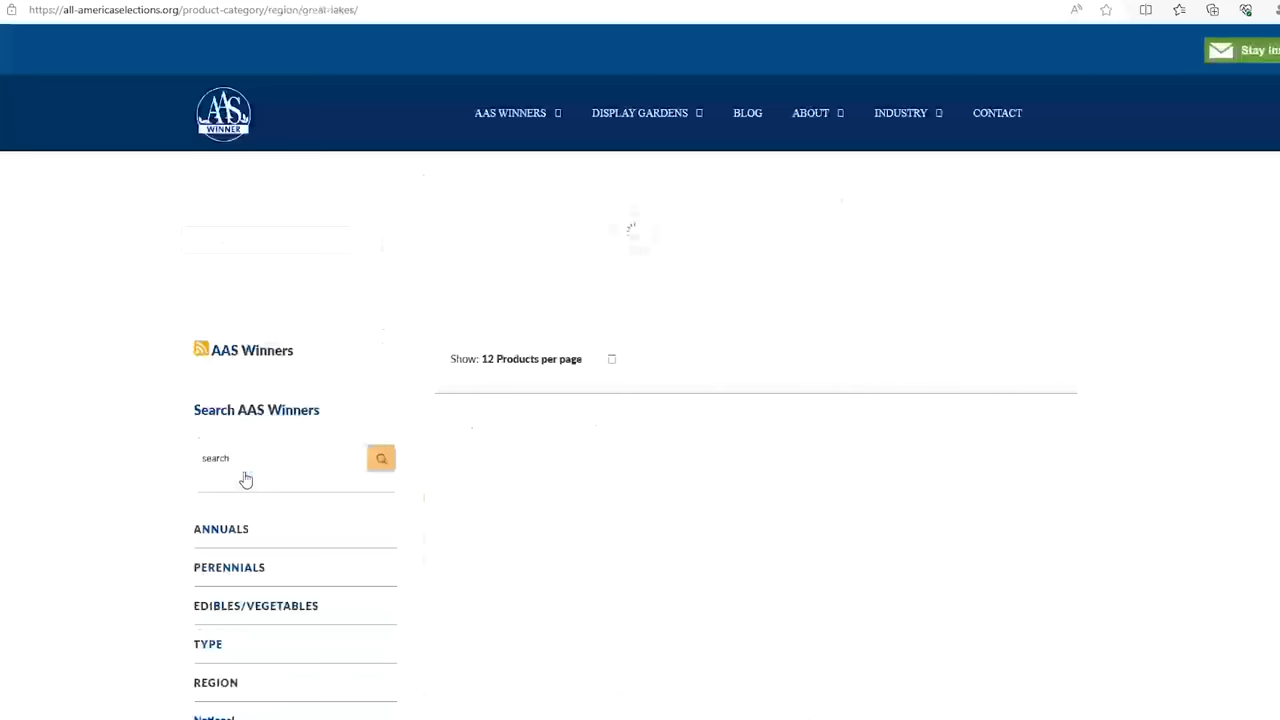 https://all-americaselections.org/product-category/region/great-lakes/
Stay in
AAS WINNER
AAS WINNERS DISPLAY GARDENS BLOG ABOUT INDUSTRY CONTACT
AAS Winners
Show: 12 Products per page
Search AAS Winners
search
ANNUALS
PERENNIALS
EDIBLES/VEGETABLES
TYPE
REGION
National